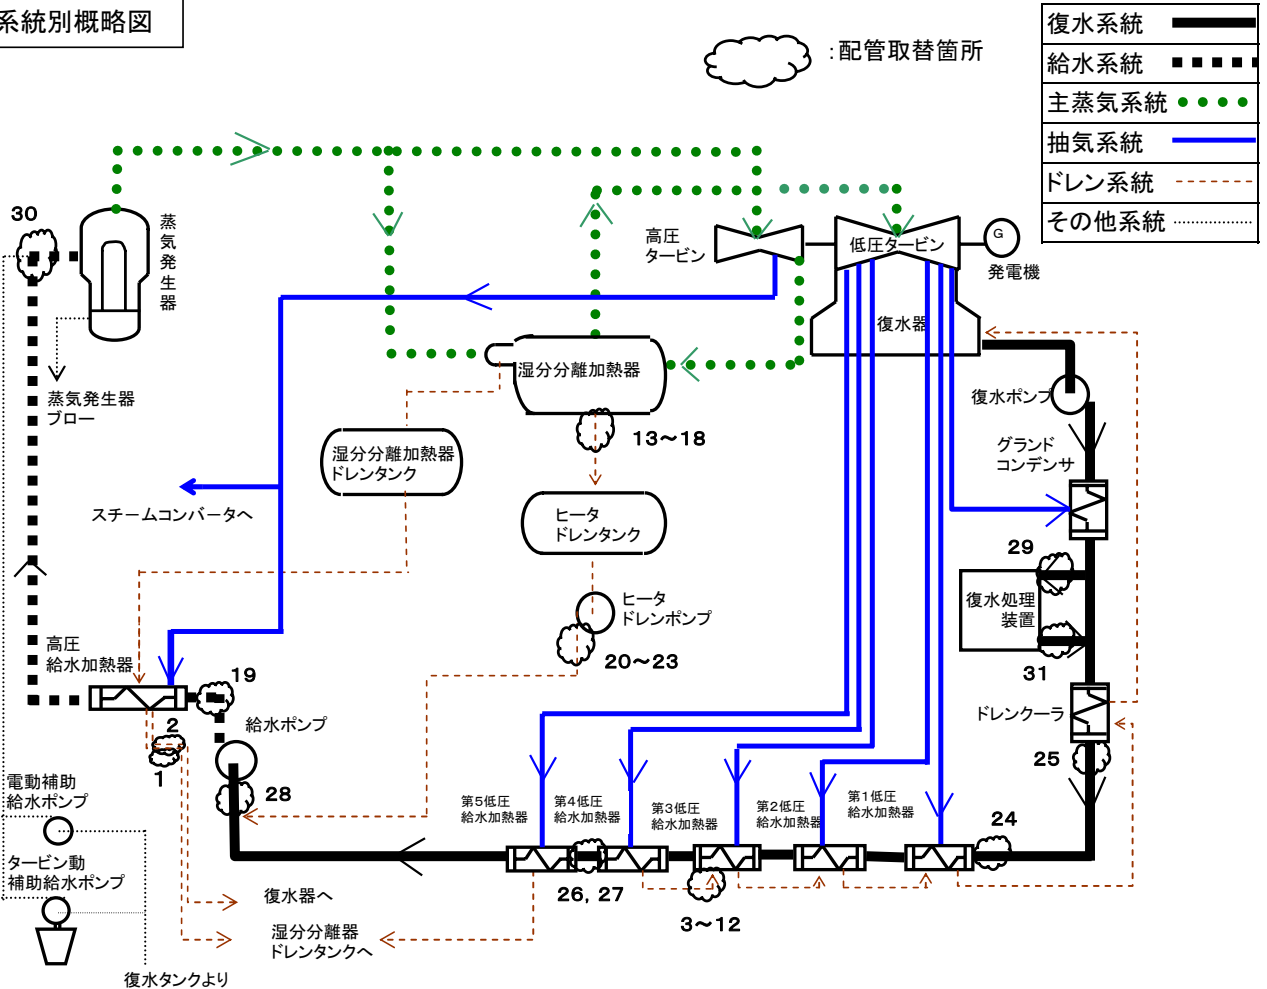 系統別概略図
:配管取替箇所
復水系統
給水系統
主蒸気系統
抽気系統
ドレン系統
その他系統
30
蒸気発生器
高圧
タービン
低圧タービン
G
発電機
復水器
湿分分離加熱器
蒸気発生器
ブロー
13～18
湿分分離加熱器
ドレンタンク
復水ポンプ
グランド
コンデンサ
スチームコンバータへ
ヒータ
ドレンタンク
29
復水処理
装置
ヒータ
ドレンポンプ
20～23
31
高圧
給水加熱器
19
給水ポンプ
2
1
ドレンクーラ
25
電動補助
給水ポンプ
28
第5低圧
給水加熱器
第4低圧
給水加熱器
第3低圧
給水加熱器
第2低圧
給水加熱器
第1低圧
給水加熱器
24
タービン動
補助給水ポンプ
26, 27
3～12
復水器へ
湿分分離器
ドレンタンクへ
復水タンクより